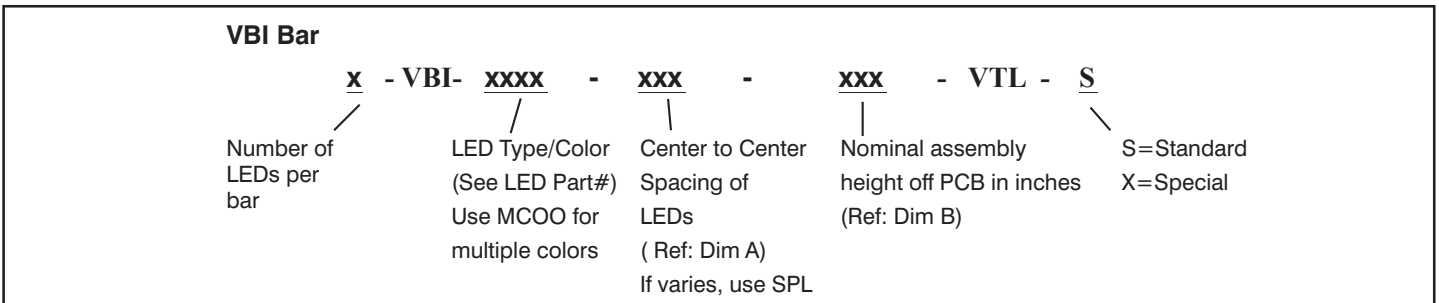 VBI Bar
x - VBI- xxxx - xxx - xxx - VTL - S
Number of
LEDs per
bar
LED Type/Color
(See LED Part#)
Use MCOO for
multiple colors
Center to Center
Spacing of
LEDs
( Ref: Dim A)
If varies, use SPL
Nominal assembly
height off PCB in inches
(Ref: Dim B)
S=Standard
X=Special